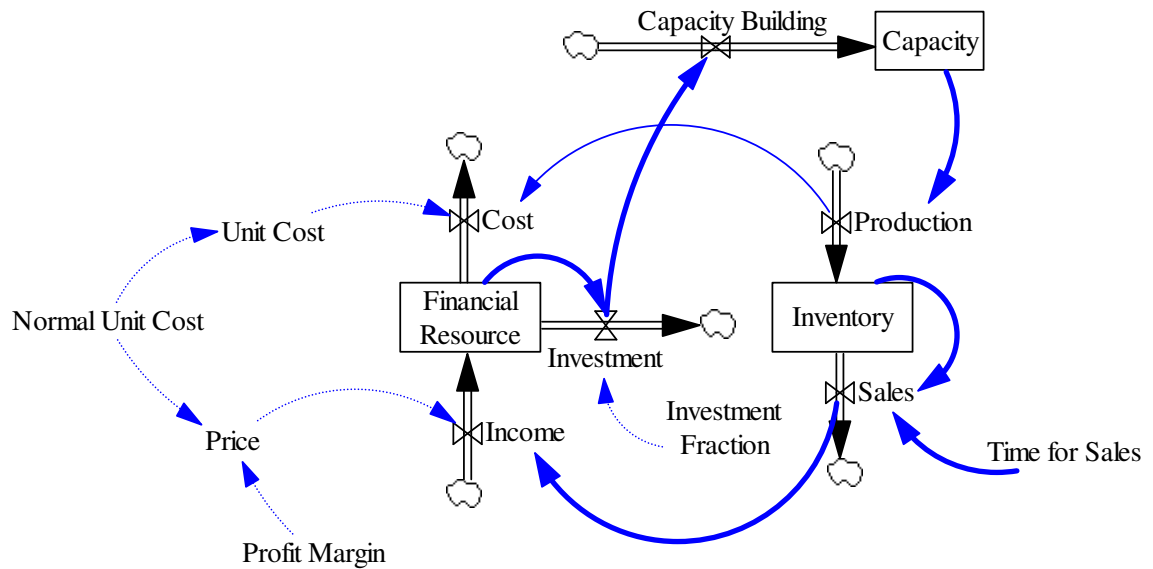 Capacity Building
Capacity
Cost
Production
Unit Cost
Financial
Resource
Inventory
Normal Unit Cost
Investment
Sales
Investment
Fraction
Income
Price
Time for Sales
Profit Margin